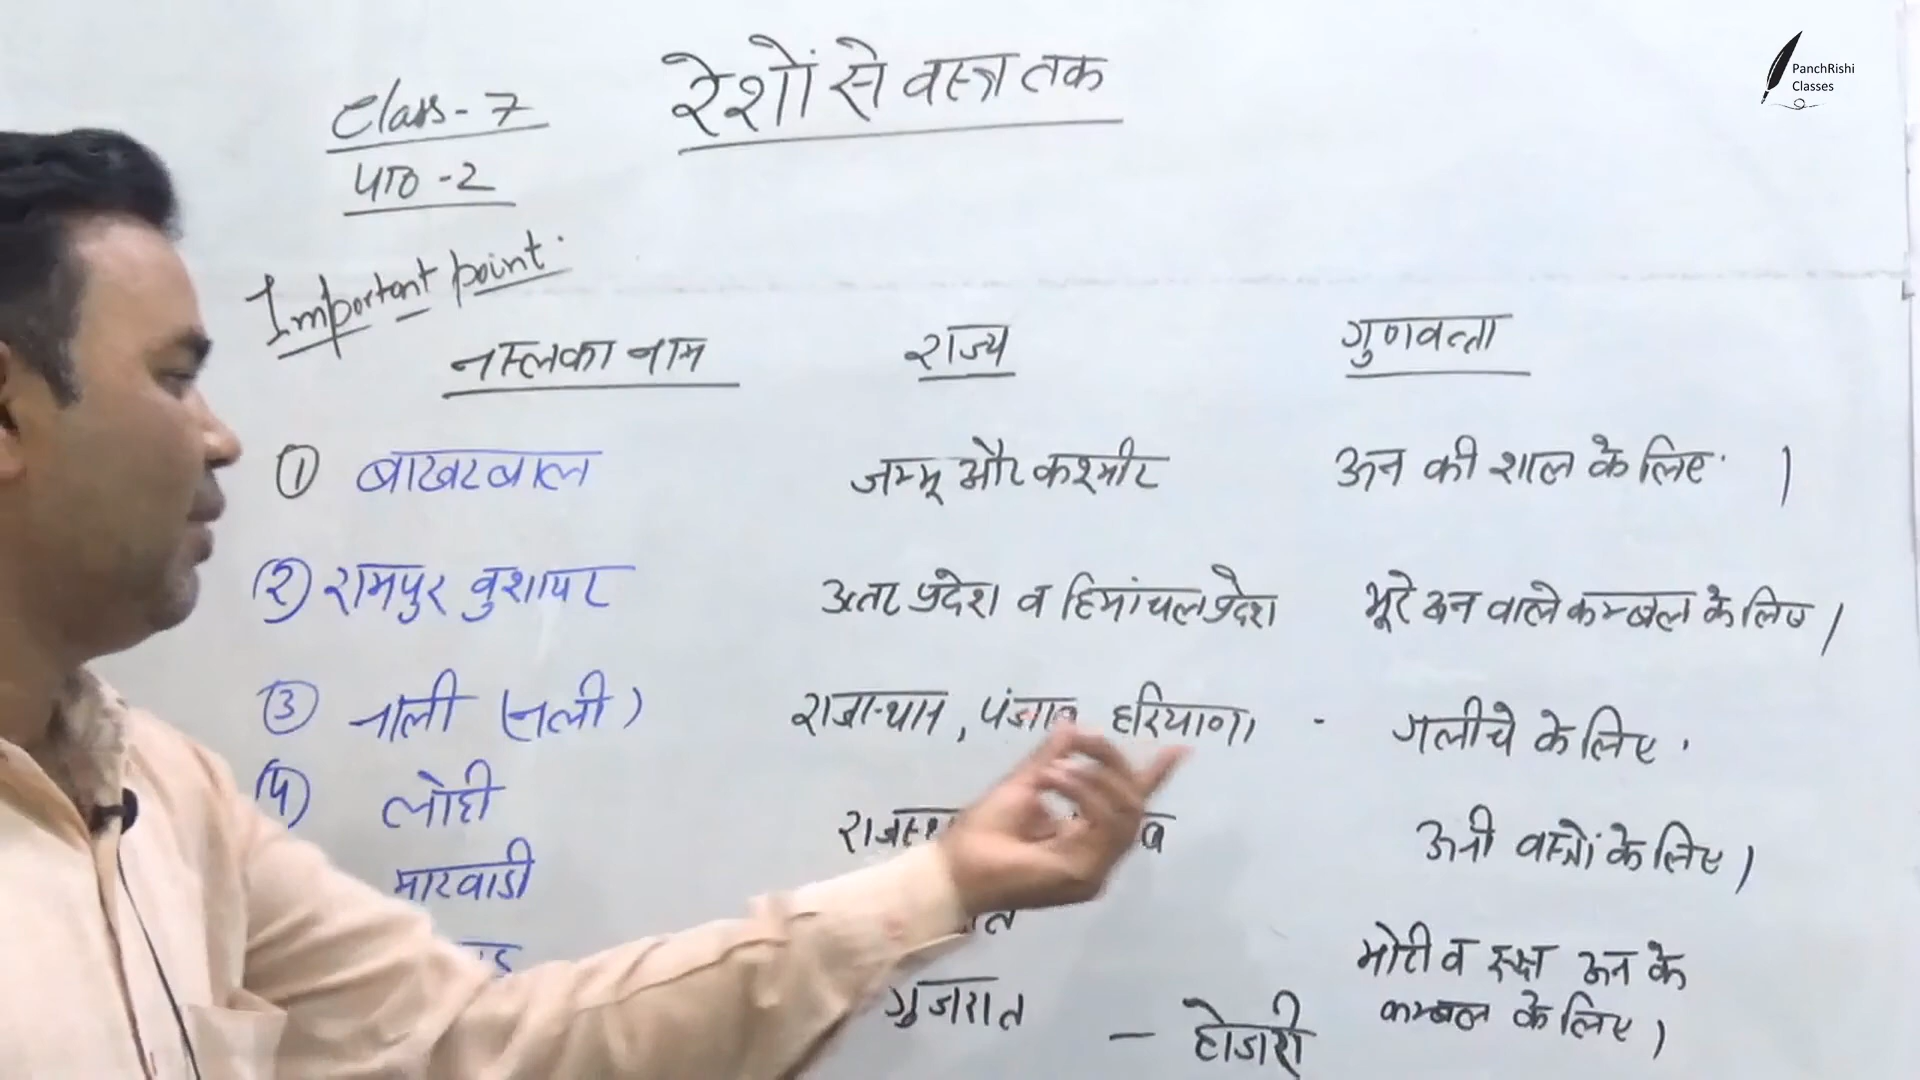 रेशों से वस्त्र तक
PanchRishi
Classes
Class-7
पाठ-2
Important point.
नस्ल का नाम राज्य गुणवत्ता
① बाखरवाल जम्मू और कश्मीर ऊन की शाल के लिए ।
② रामपुर बुशायर उत्तर प्रदेश व हिमांचल प्रदेश भूरे ऊन वाले कम्बल के लिए ।
③ नाली (नली) राजस्थान, पंजाब हरियाणा - गलीचे के लिए .
लोही ऊनी वस्त्रों के लिए ।
मारवाडी
मोटी व रूक्ष ऊन के
कम्बल के लिए ।
गुजरात - होजरी